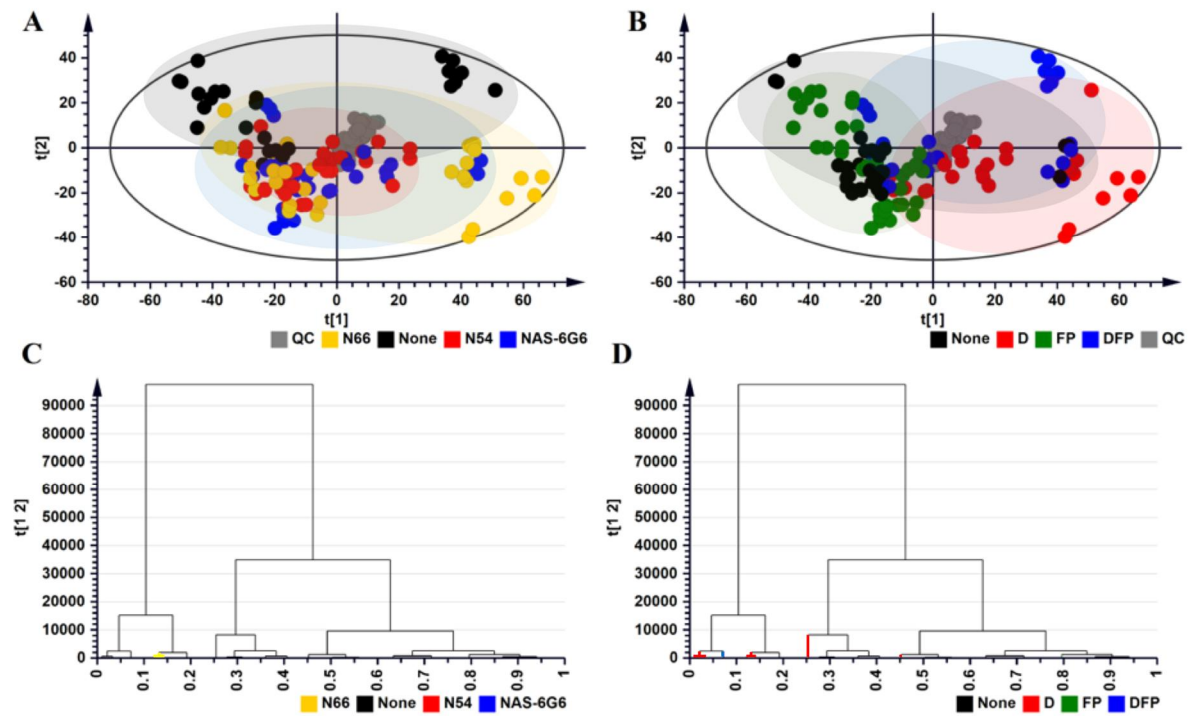 A
B
40
20
0
-20
-40
-60
t[2]
-80 -60 -40 -20 0 20 40 60
t[1]
QC N66 None N54 NAS-6G6
40
20
0
-20
-40
-60
t[2]
-80 -60 -40 -20 0 20 40 60
t[1]
None D FP DFP QC
C
D
90000
80000
70000
60000
50000
40000
30000
20000
10000
0
t[1 2]
0 0.1 0.2 0.3 0.4 0.5 0.6 0.7 0.8 0.9 1
N66 None N54 NAS-6G6
90000
80000
70000
60000
50000
40000
30000
20000
10000
0
t[1 2]
0 0.1 0.2 0.3 0.4 0.5 0.6 0.7 0.8 0.9 1
None D FP DFP